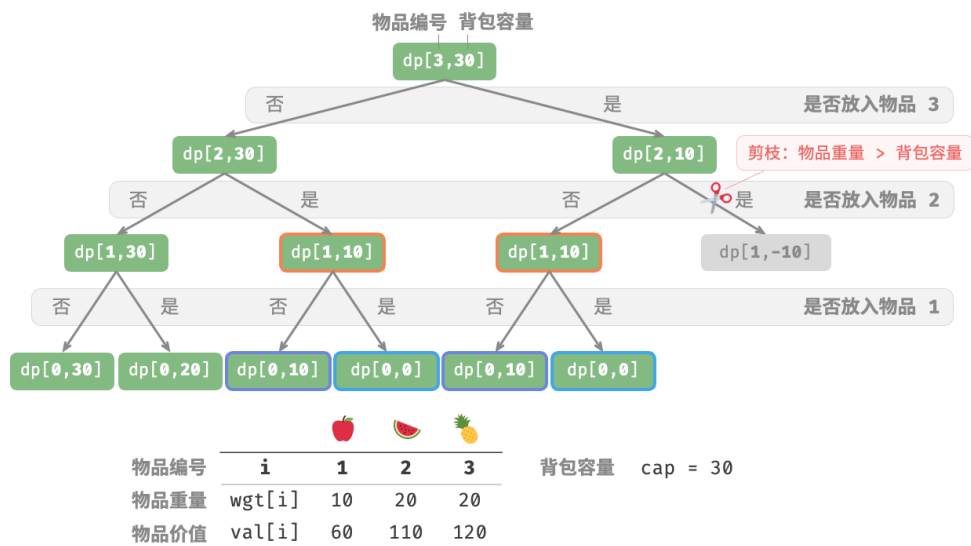 物品编号 背包容量
dp[3,30]
否 是 是否放入物品 3
dp[2,30] dp[2,10] 剪枝：物品重量 > 背包容量
否 是 否 是 是否放入物品 2
dp[1,30] dp[1,10] dp[1,10] dp[1,-10]
否 是 否 是 否 是 是否放入物品 1
dp[0,30] dp[0,20] dp[0,10] dp[0,0] dp[0,10] dp[0,0]
物品编号 i 1 2 3 背包容量 cap = 30
物品重量 wgt[i] 10 20 20
物品价值 val[i] 60 110 120